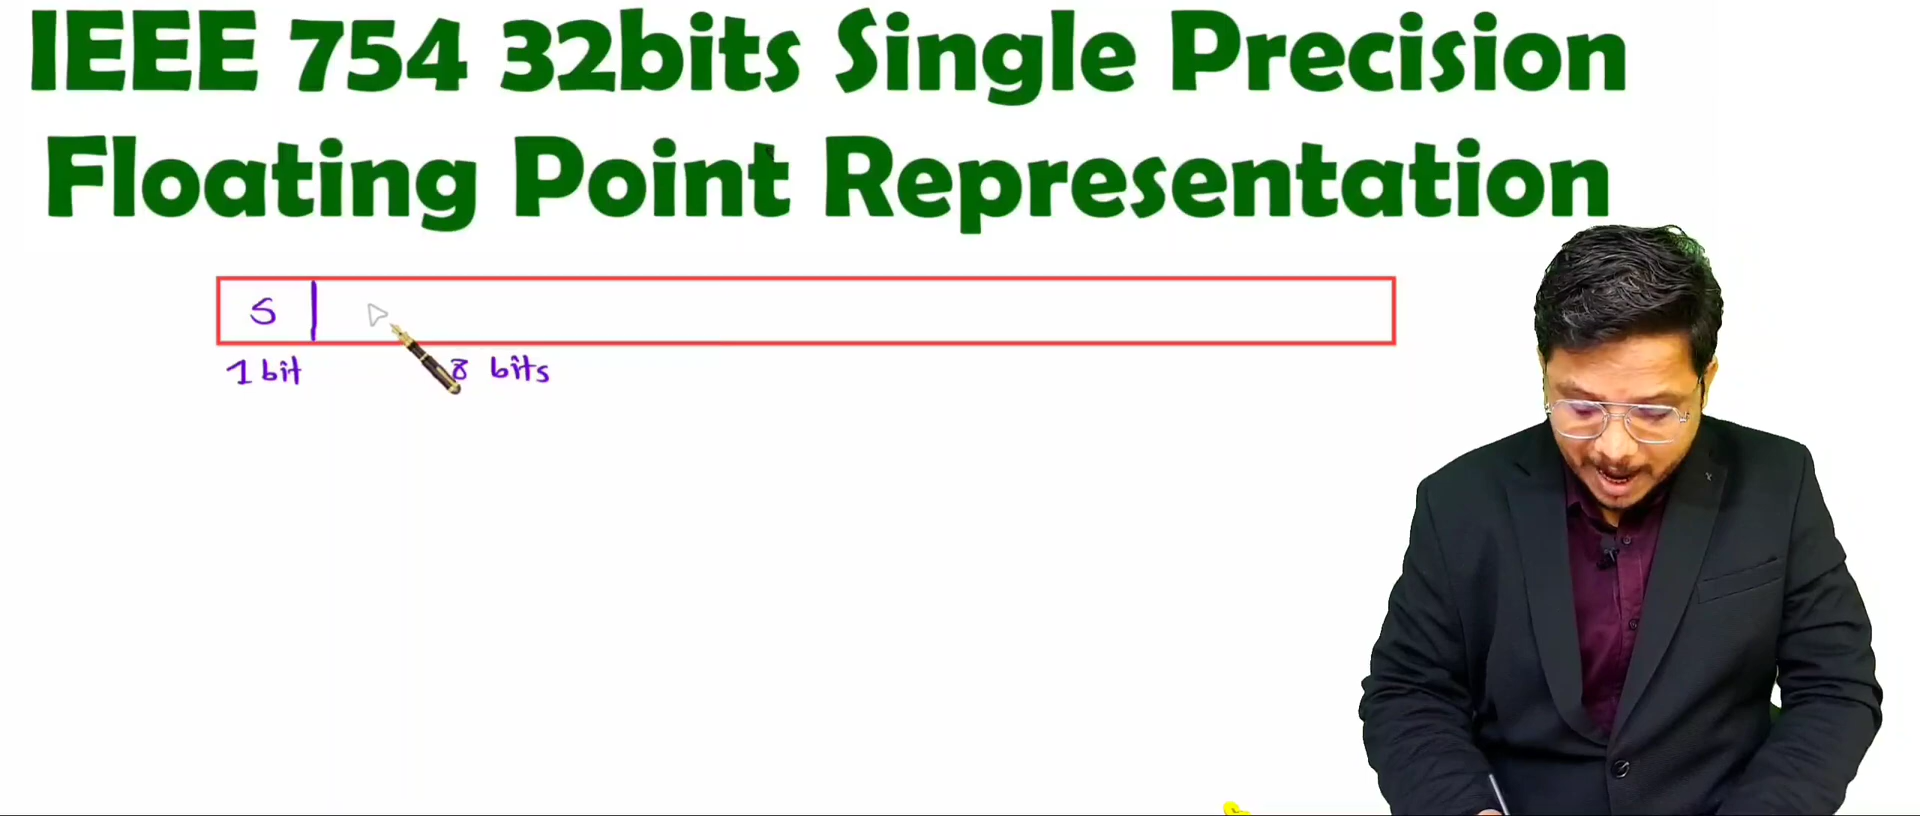 IEEE 754 32bits Single Precision
Floating Point Representation
S
1 bit 8 bits